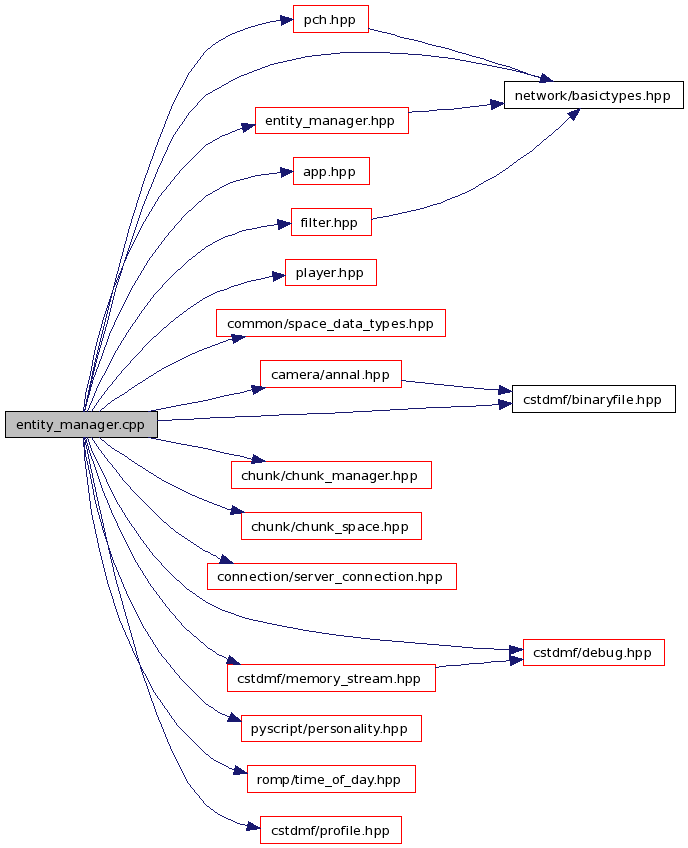 pch.hpp
network/basictypes.hpp
entity_manager.hpp
app.hpp
filter.hpp
player.hpp
common/space_data_types.hpp
camera/annal.hpp
cstdmf/binaryfile.hpp
entity_manager.cpp
chunk/chunk_manager.hpp
chunk/chunk_space.hpp
connection/server_connection.hpp
cstdmf/debug.hpp
cstdmf/memory_stream.hpp
pyscript/personality.hpp
romp/time_of_day.hpp
cstdmf/profile.hpp